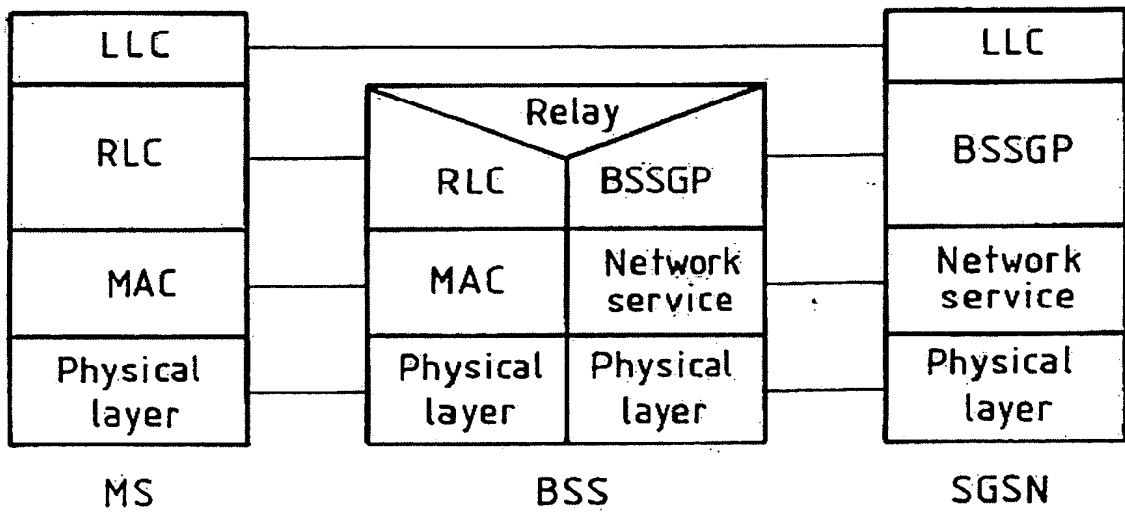 LLC
RLC
MAC
Physical
layer
MS
Relay
RLC
BSSGP
MAC
Network
service
Physical
layer
Physical
layer
BSS
LLC
BSSGP
Network
service
Physical
layer
SGSN